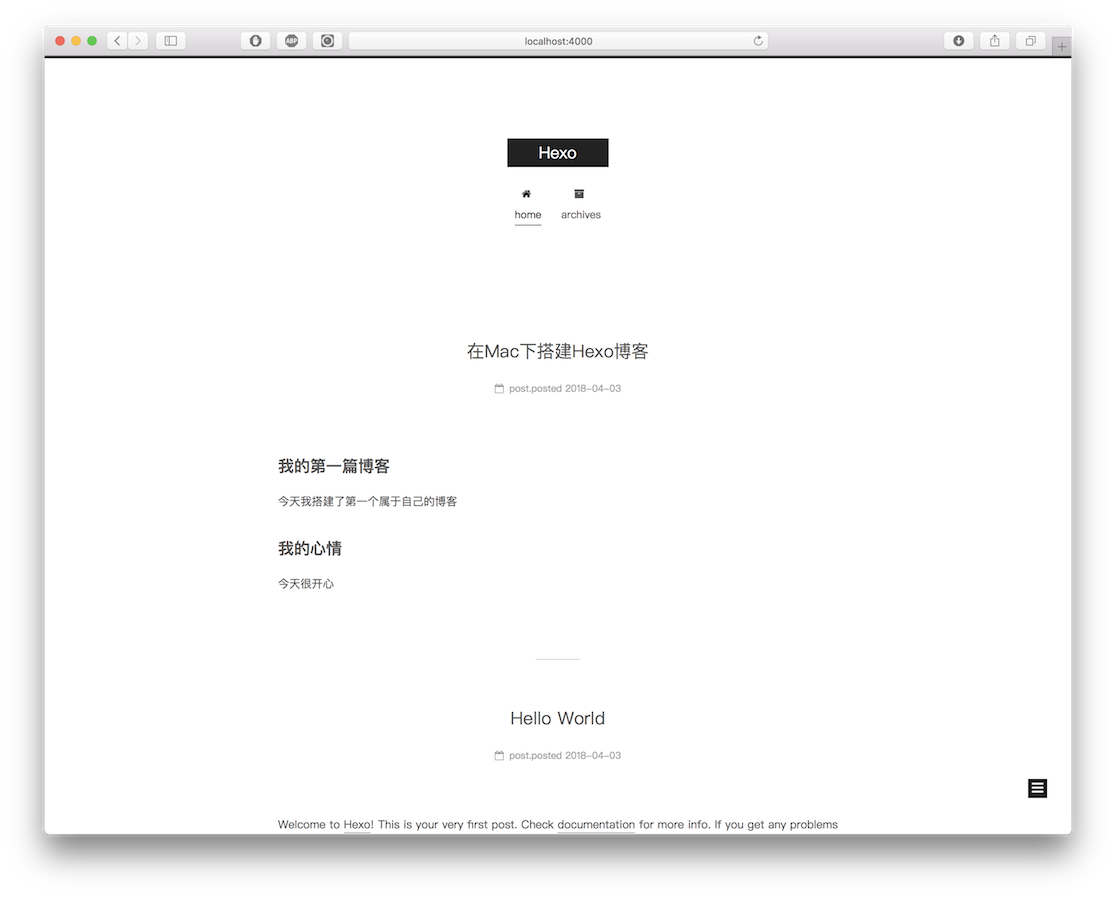 ABP
localhost:4000
Hexo
home archives
在Mac下搭建Hexo博客
post.posted 2018-04-03
我的第一篇博客
今天我搭建了第一个属于自己的博客
我的心情
今天很开心
Hello World
post.posted 2018-04-03
Welcome to Hexo! This is your very first post. Check documentation for more info. If you get any problems